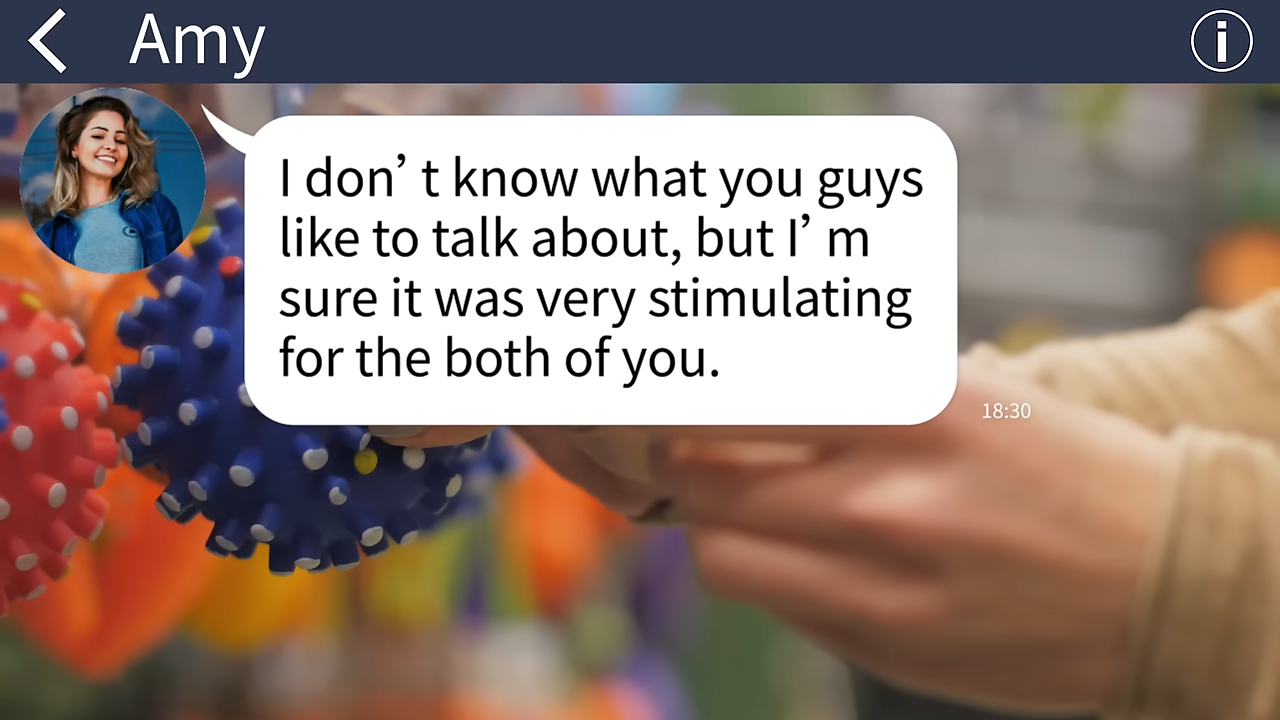 Amy
I don’ t know what you guys
like to talk about, but I’ m
sure it was very stimulating
for the both of you.
18:30